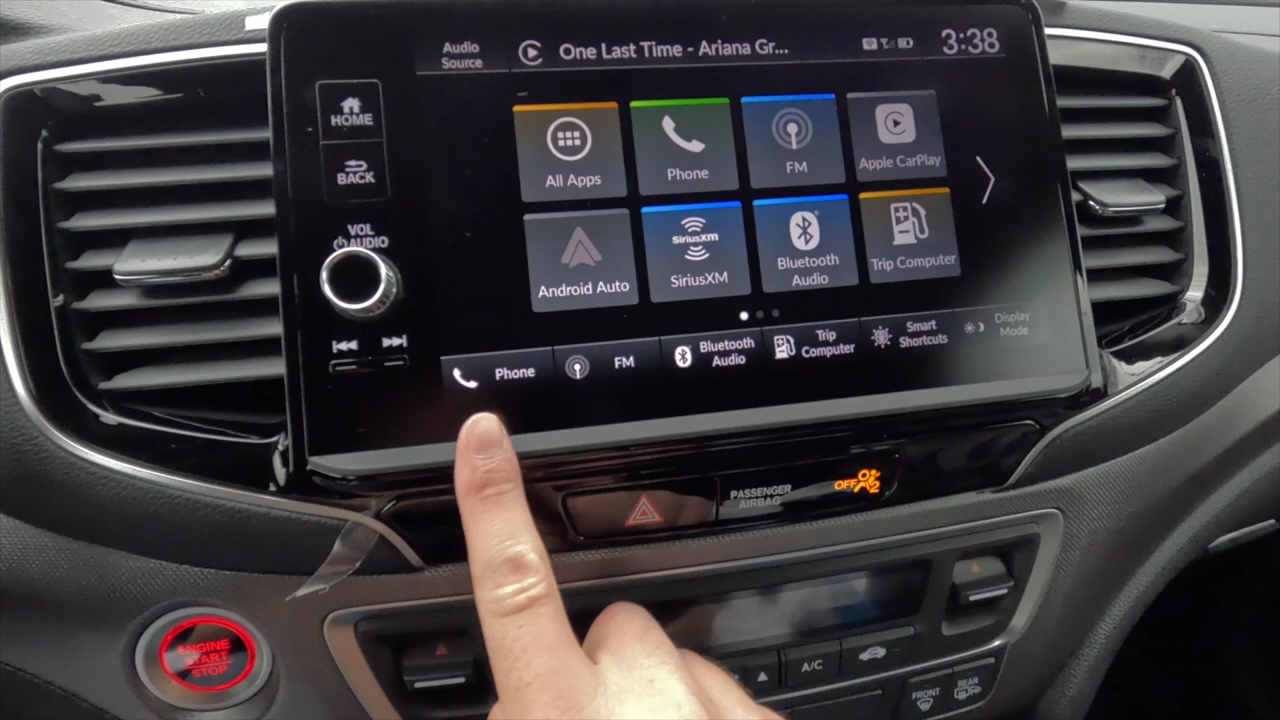 Audio
Source
One Last Time - Ariana Gr...
3:38
HOME
BACK
VOL
AUDIO
All Apps
Phone
FM
Apple CarPlay
Android Auto
SiriusXM
SiriusXM
Bluetooth
Audio
Trip Computer
Phone
FM
Bluetooth
Audio
Trip
Computer
Smart
Shortcuts
Display
Mode
PASSENGER
AIRBAG
OFF
2
ENGINE
START
STOP
A/C
FRONT
REAR